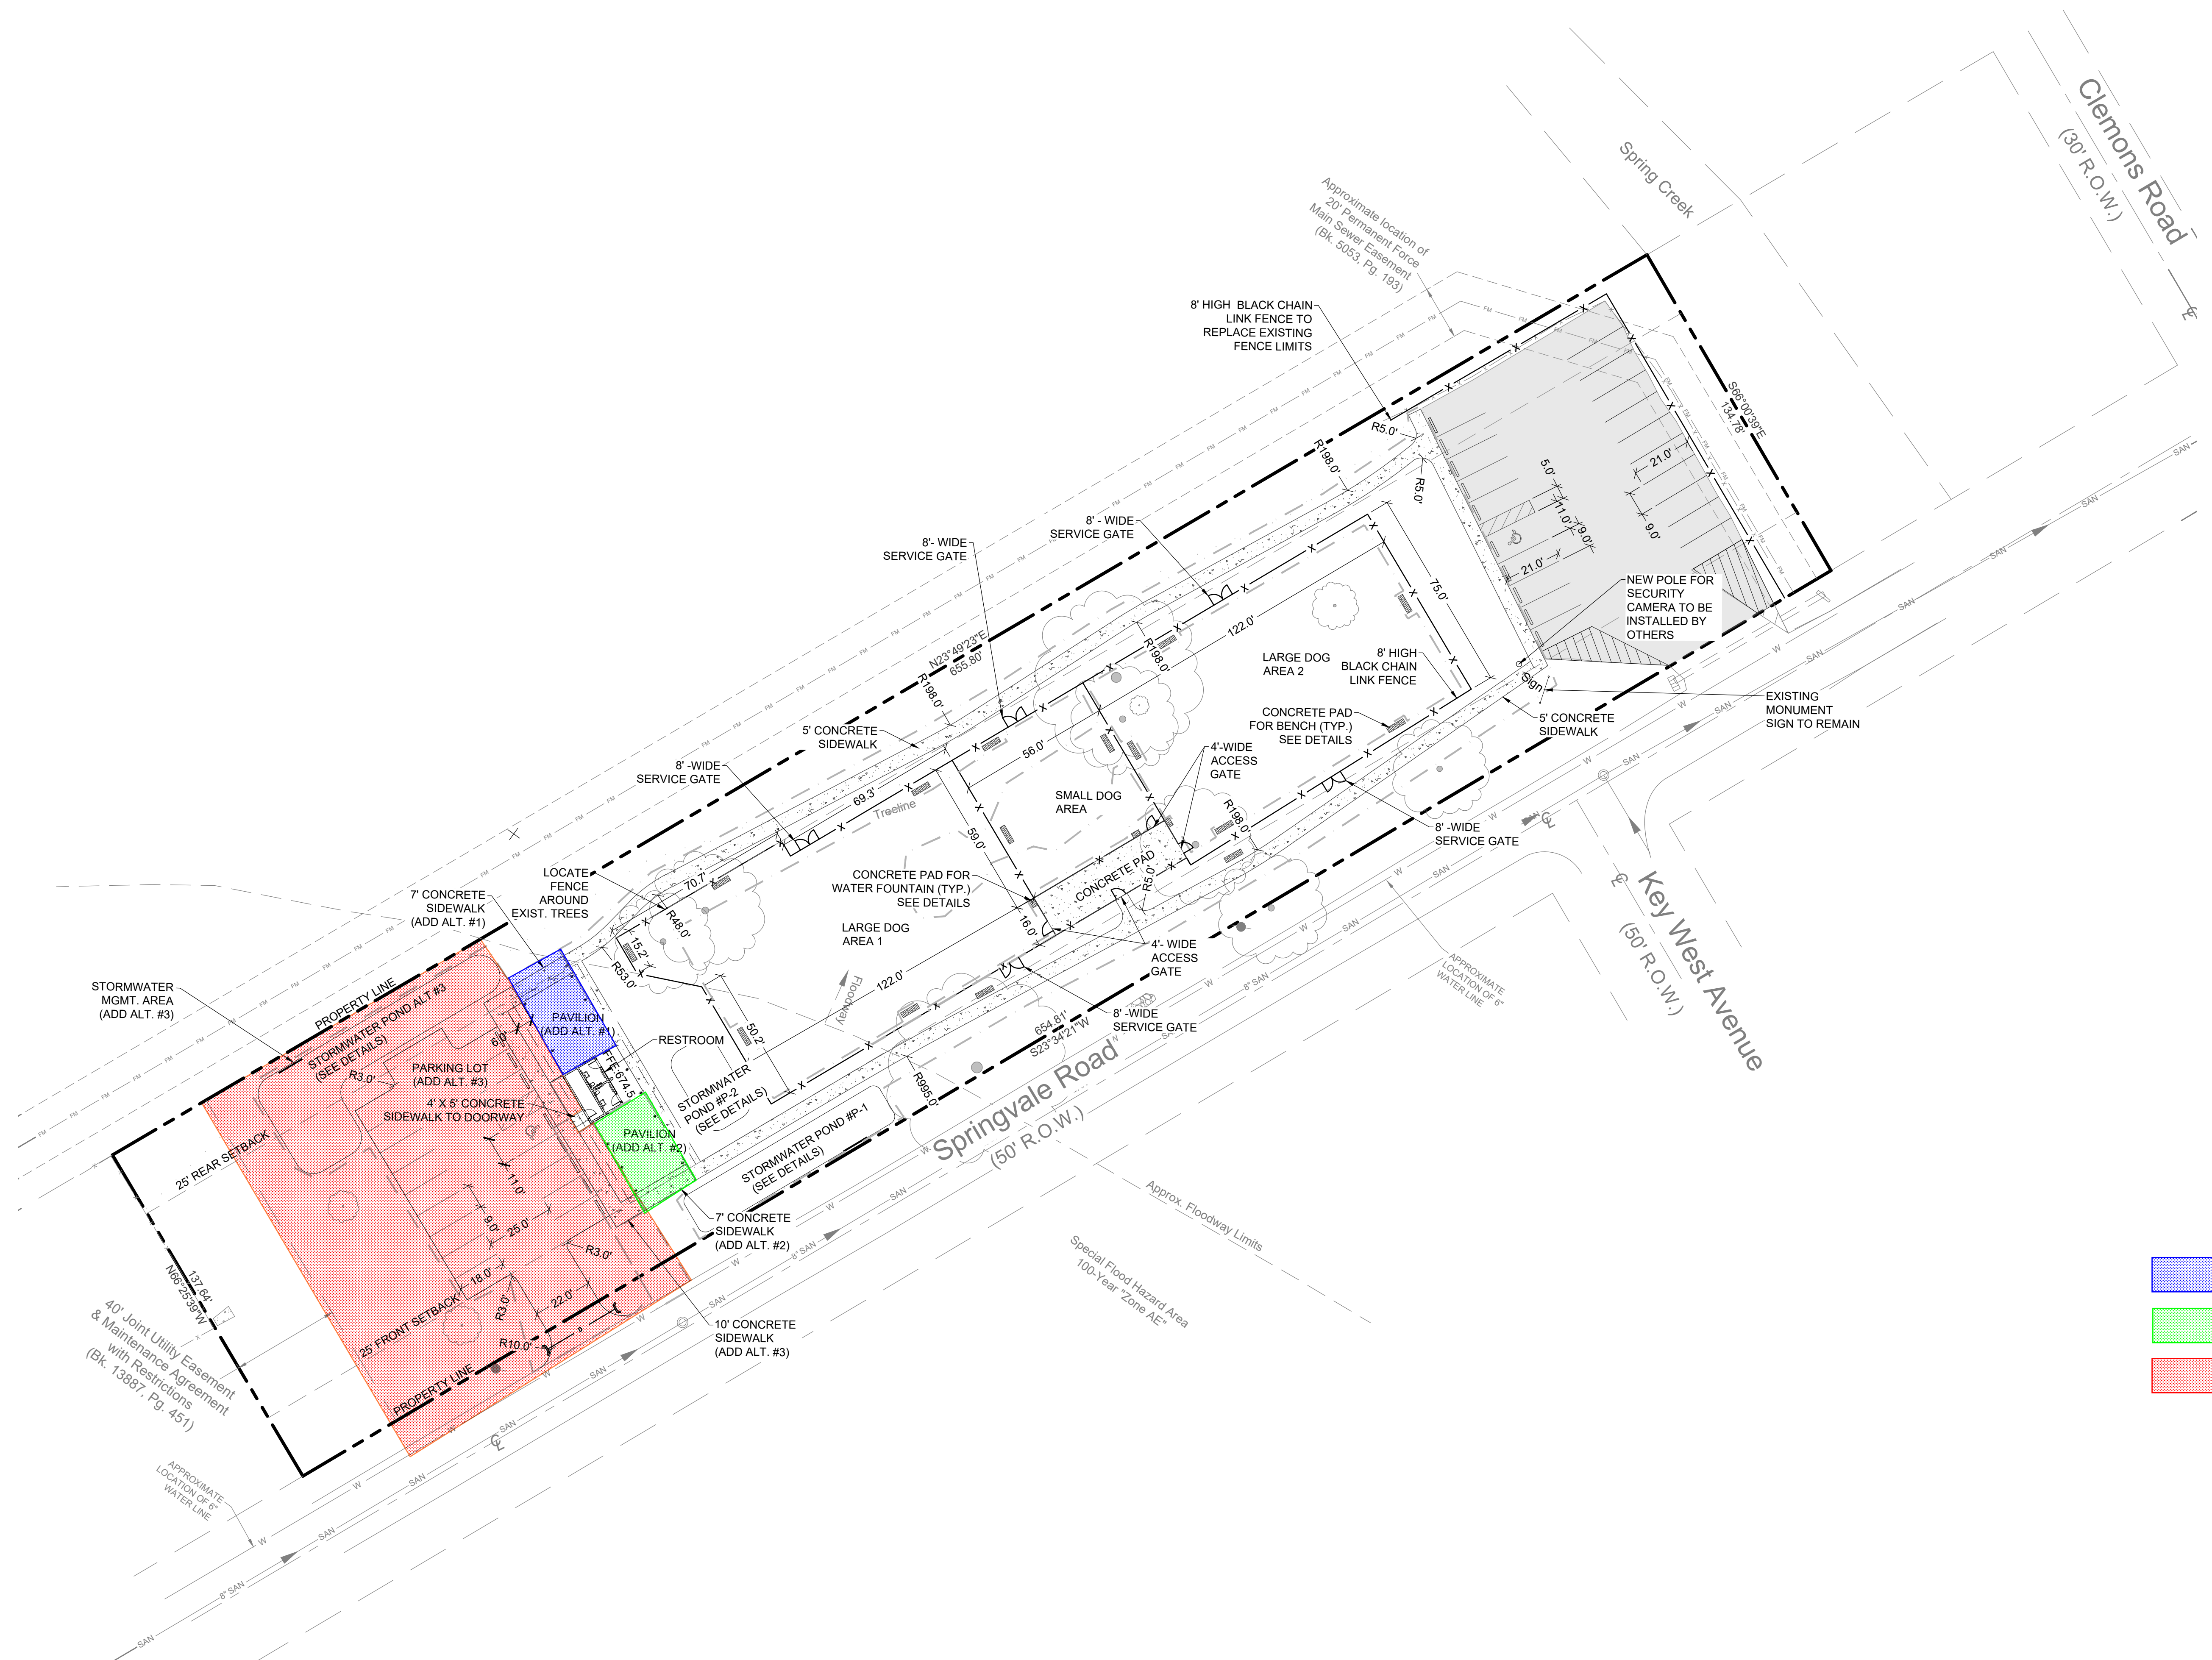 Clemons Road
(30' R.O.W.)
Spring Creek
Approximate location of
20' Permanent Force
Main Sewer Easement
(Bk. 5053, Pg. 193)
8' HIGH BLACK CHAIN
LINK FENCE TO
REPLACE EXISTING
FENCE LIMITS
S66°00'39"E
134.78'
R5.0'
R198.0'
R5.0'
21.0'
5.0'
11.0'
9.0'
9.0'
21.0'
8' - WIDE
SERVICE GATE
8'- WIDE
SERVICE GATE
75.0'
NEW POLE FOR
SECURITY
CAMERA TO BE
INSTALLED BY
OTHERS
122.0'
N23°49'23"E
655.80'
R198.0'
R198.0'
LARGE DOG
AREA 2
8' HIGH
BLACK CHAIN
LINK FENCE
Sign
EXISTING
MONUMENT
SIGN TO REMAIN
CONCRETE PAD
FOR BENCH (TYP.)
SEE DETAILS
5' CONCRETE
SIDEWALK
5' CONCRETE
SIDEWALK
56.0'
4'-WIDE
ACCESS
GATE
8' -WIDE
SERVICE GATE
69.3'
Treeline
SMALL DOG
AREA
R198.0'
8' -WIDE
SERVICE GATE
59.0'
CONCRETE PAD
R5.0'
LOCATE
FENCE
AROUND
EXIST. TREES
70.7'
CONCRETE PAD FOR
WATER FOUNTAIN (TYP.)
SEE DETAILS
7' CONCRETE
SIDEWALK
(ADD ALT. #1)
R48.0'
LARGE DOG
AREA 1
16.0'
4'- WIDE
ACCESS
GATE
Key West Avenue
(50' R.O.W.)
15.2'
R53.0'
122.0'
Floodway
APPROXIMATE
LOCATION OF 6"
WATER LINE
STORMWATER
MGMT. AREA
(ADD ALT. #3)
PROPERTY LINE
STORMWATER POND ALT #3
(SEE DETAILS)
PAVILION
(ADD ALT. #1)
6.0'
RESTROOM
50.2'
8' -WIDE
SERVICE GATE
654.81'
S23°34'21"W
FFE-674.5
PARKING LOT
(ADD ALT. #3)
R3.0'
4' X 5' CONCRETE
SIDEWALK TO DOORWAY
STORMWATER
POND #P-2
(SEE DETAILS)
R995.0'
Springvale Road
(50' R.O.W.)
25' REAR SETBACK
PAVILION
(ADD ALT. #2)
STORMWATER POND #P-1
(SEE DETAILS)
11.0'
9.0'
25.0'
7' CONCRETE
SIDEWALK
(ADD ALT. #2)
Approx. Floodway Limits
Special Flood Hazard Area
100-Year "Zone AE"
R3.0'
18.0'
R3.0'
22.0'
137.64'
N66°25'39"W
25' FRONT SETBACK
R10.0'
10' CONCRETE
SIDEWALK
(ADD ALT. #3)
40' Joint Utility Easement
& Maintenance Agreement
with Restrictions
(Bk. 13887, Pg. 451)
PROPERTY LINE
APPROXIMATE
LOCATION OF 6"
WATER LINE
8" SAN
SAN
8" SAN
8" SAN
W
FM